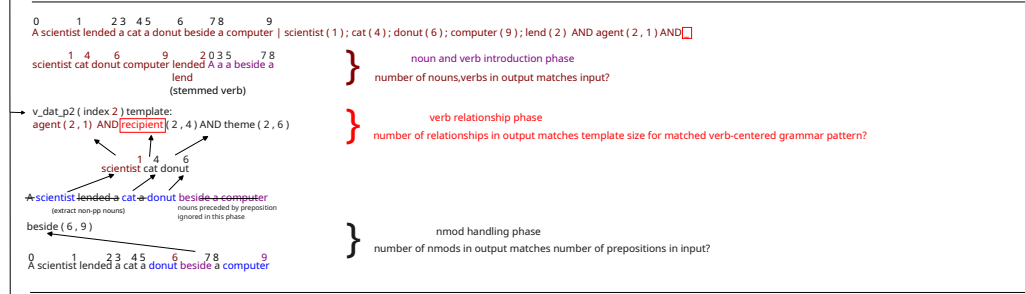 0 1 2 3 4 5 6 7 8 9
A scientist lended a cat a donut beside a computer | scientist ( 1 ) ; cat ( 4 ) ; donut ( 6 ) ; computer ( 9 ) ; lend ( 2 ) AND agent ( 2 , 1 ) AND _
1 4 6 9 2 0 3 5 7 8
scientist cat donut computer lended A a a beside a
lend
(stemmed verb)
} noun and verb introduction phase
number of nouns,verbs in output matches input?
v_dat_p2 ( index 2 ) template:
agent ( 2 , 1 ) AND recipient ( 2 , 4 ) AND theme ( 2 , 6 )
} verb relationship phase
number of relationships in output matches template size for matched verb-centered grammar pattern?
1 4 6
scientist cat donut
A scientist lended a cat a donut beside a computer
(extract non-pp nouns)
nouns preceded by preposition
ignored in this phase
beside ( 6 , 9 )
} nmod handling phase
number of nmods in output matches number of prepositions in input?
0 1 2 3 4 5 6 7 8 9
A scientist lended a cat a donut beside a computer